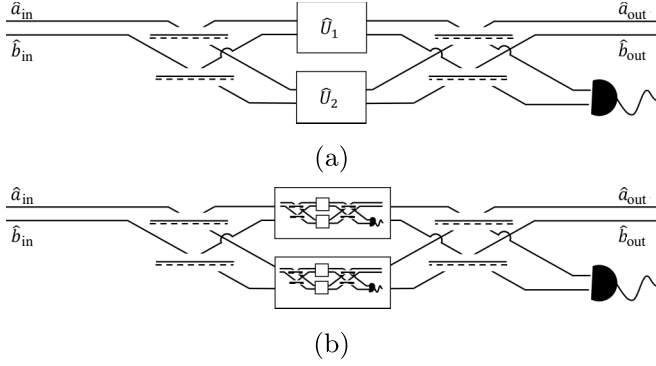 â_in Û_1 â_out
b̂_in b̂_out
Û_2
(a)
â_in â_out
b̂_in b̂_out
(b)